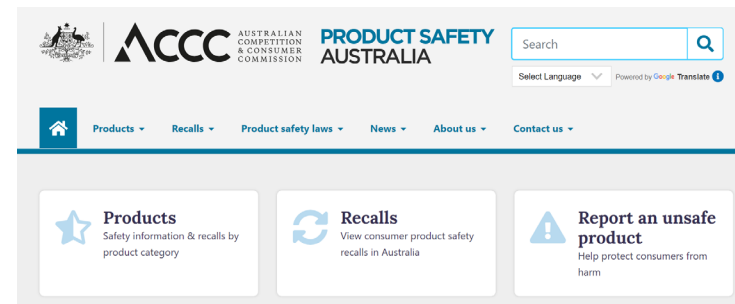 ACCC
AUSTRALIAN
COMPETITION
& CONSUMER
COMMISSION
PRODUCT SAFETY
AUSTRALIA
Search
Select Language
Powered by Google Translate
Products
Recalls
Product safety laws
News
About us
Contact us
Products
Safety information & recalls by
product category
Recalls
View consumer product safety
recalls in Australia
Report an unsafe
product
Help protect consumers from
harm